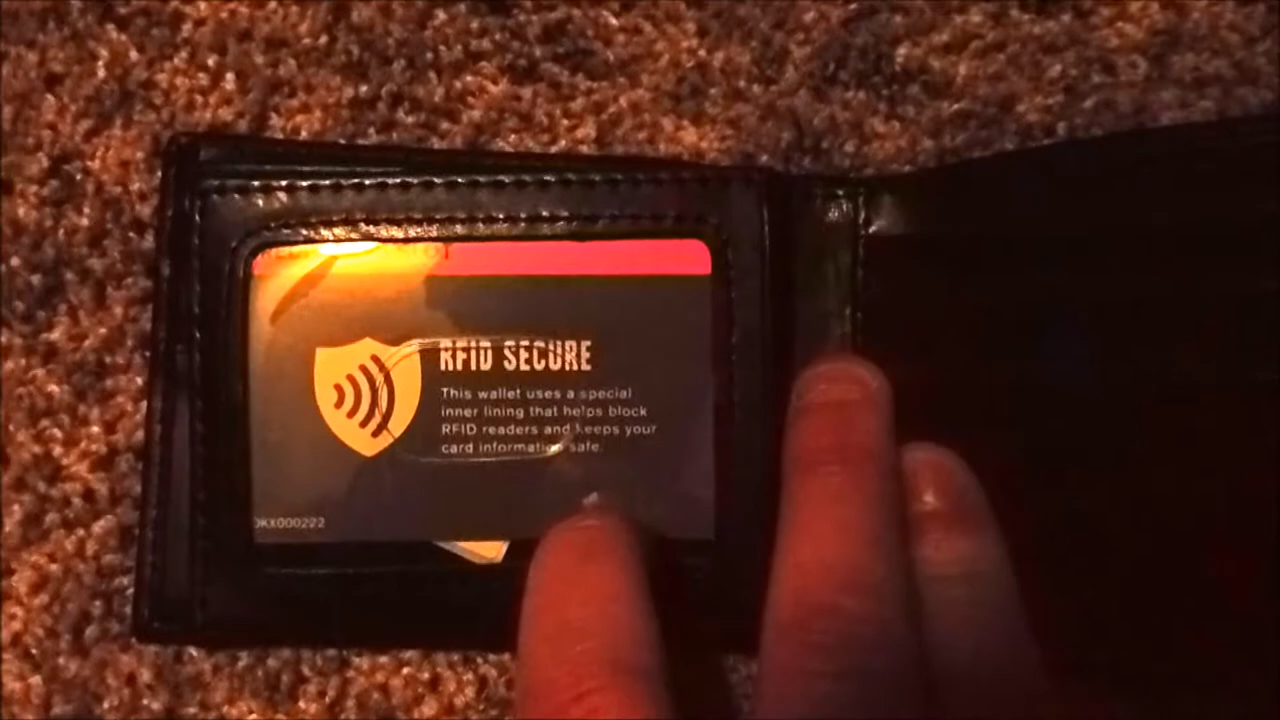 RFID SECURE
This wallet uses a special
inner lining that helps block
RFID readers and keeps your
card information safe.
DKX000222